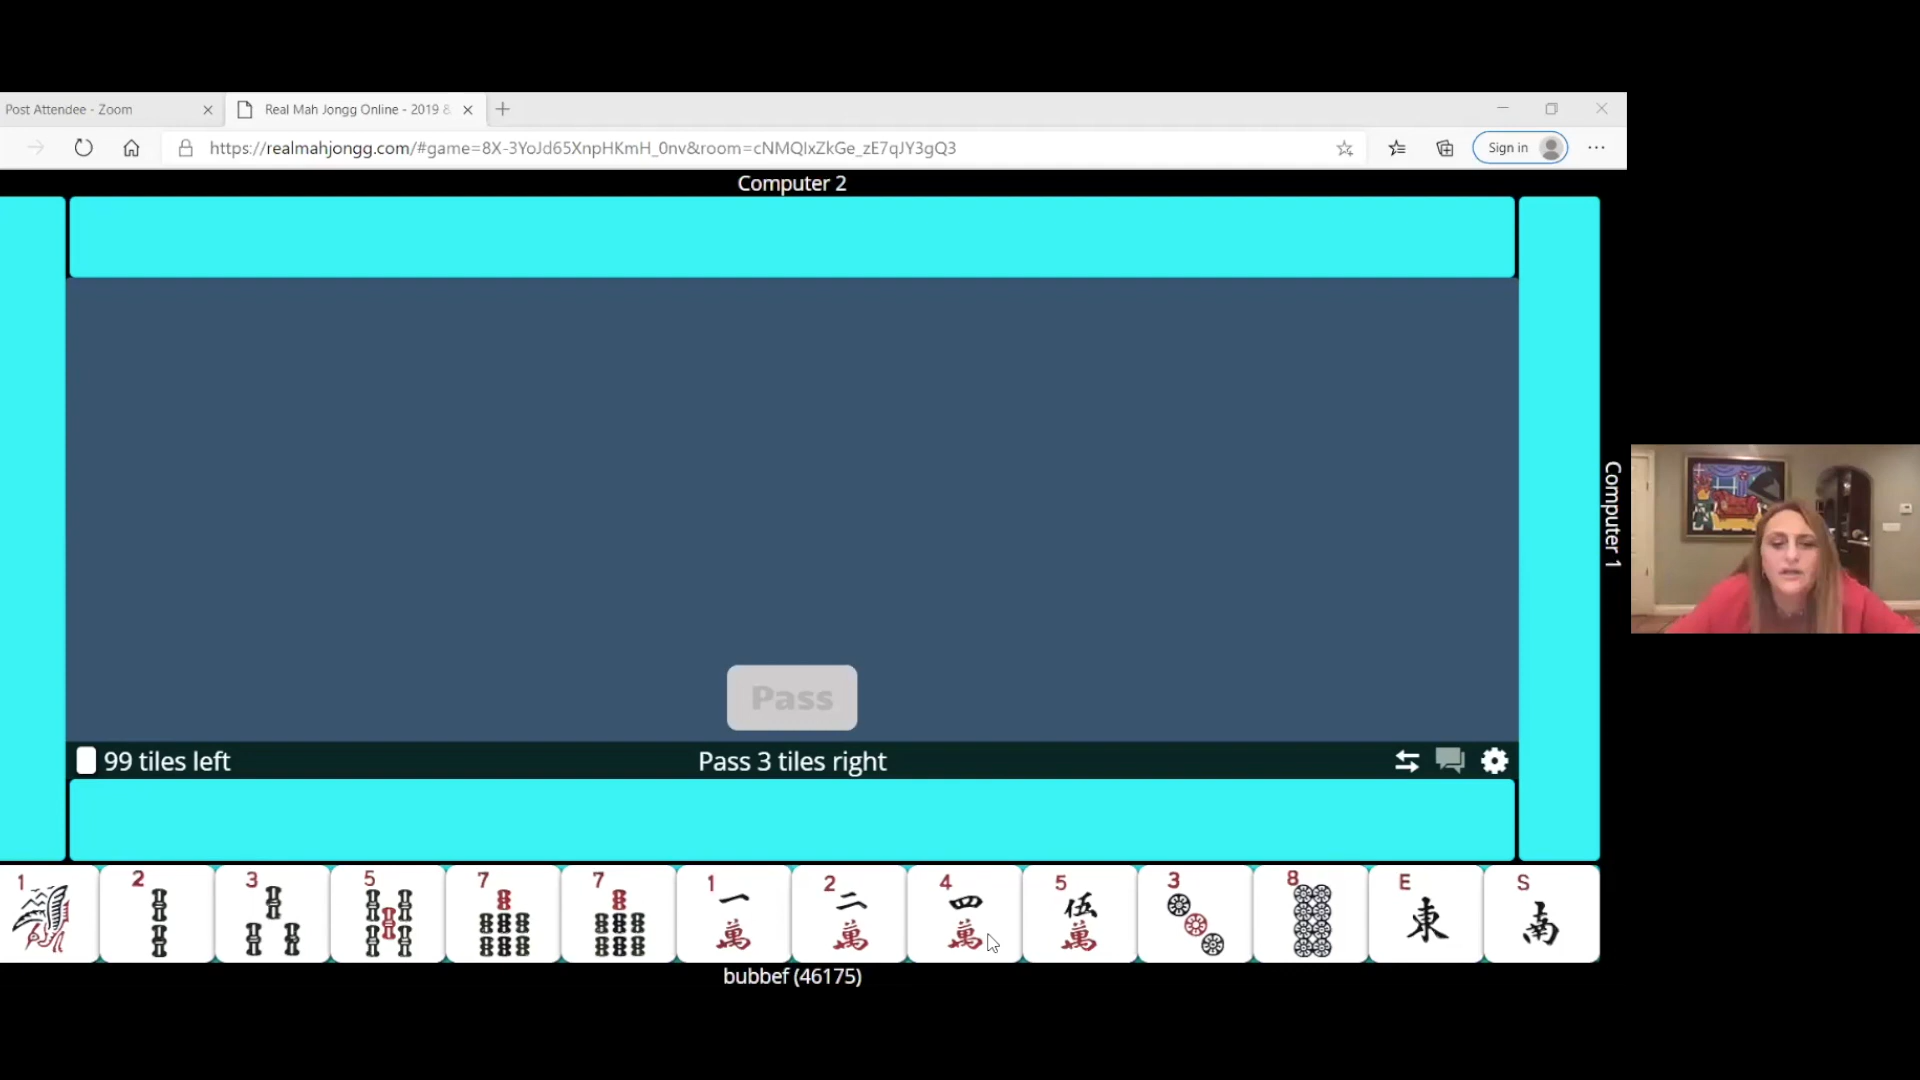 Post Attendee - Zoom
Real Mah Jongg Online - 2019 &
https://realmahjongg.com/#game=8X-3YoJd65XnpHKmH_0nv&room=cNMQIxZkGe_zE7qJY3gQ3
Sign in
Computer 2
Computer 1
Pass
99 tiles left
Pass 3 tiles right
1 2 3 5 7 7 1 2 4 5 3 8 E S
一 二 四 伍 東 南
萬 萬 萬 萬
bubbef (46175)